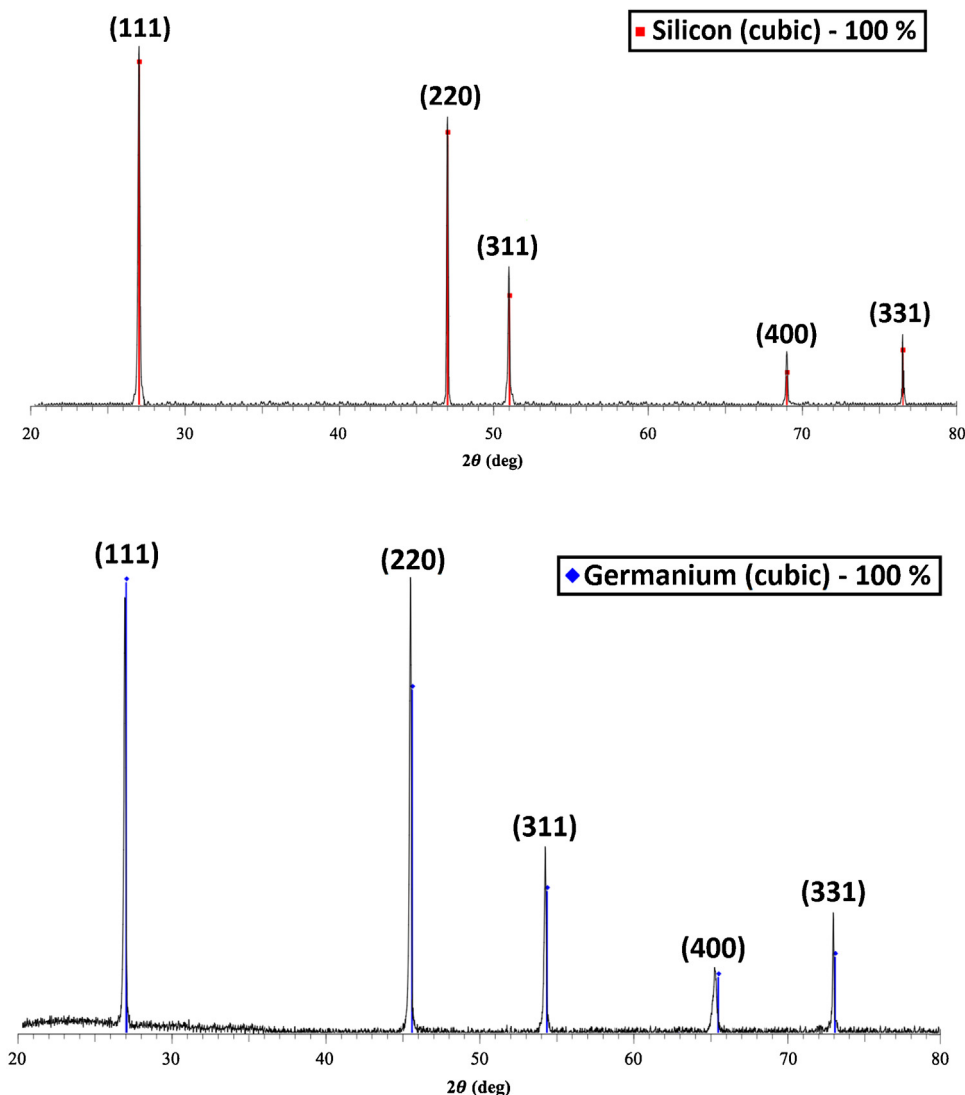 (111)
■ Silicon (cubic) - 100 %
(220)
(311)
(400)
(331)
20 30 40 50 60 70 80
2θ (deg)
(111)
(220)
◆ Germanium (cubic) - 100 %
(311)
(331)
(400)
20 30 40 50 60 70 80
2θ (deg)